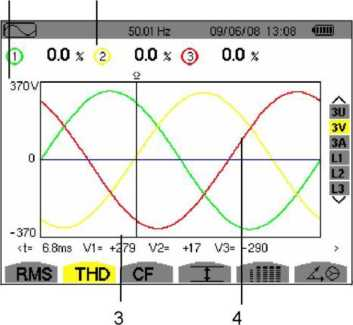 50.01 Hz 09/06/08 13:08
1 0.0 % 2 0.0 % 3 0.0 %
370V
0
-370
3U
3V
3A
L1
L2
L3
<t= 6.8ms V1= +279 V2= +17 V3= -290 >
RMS THD CF
3 4